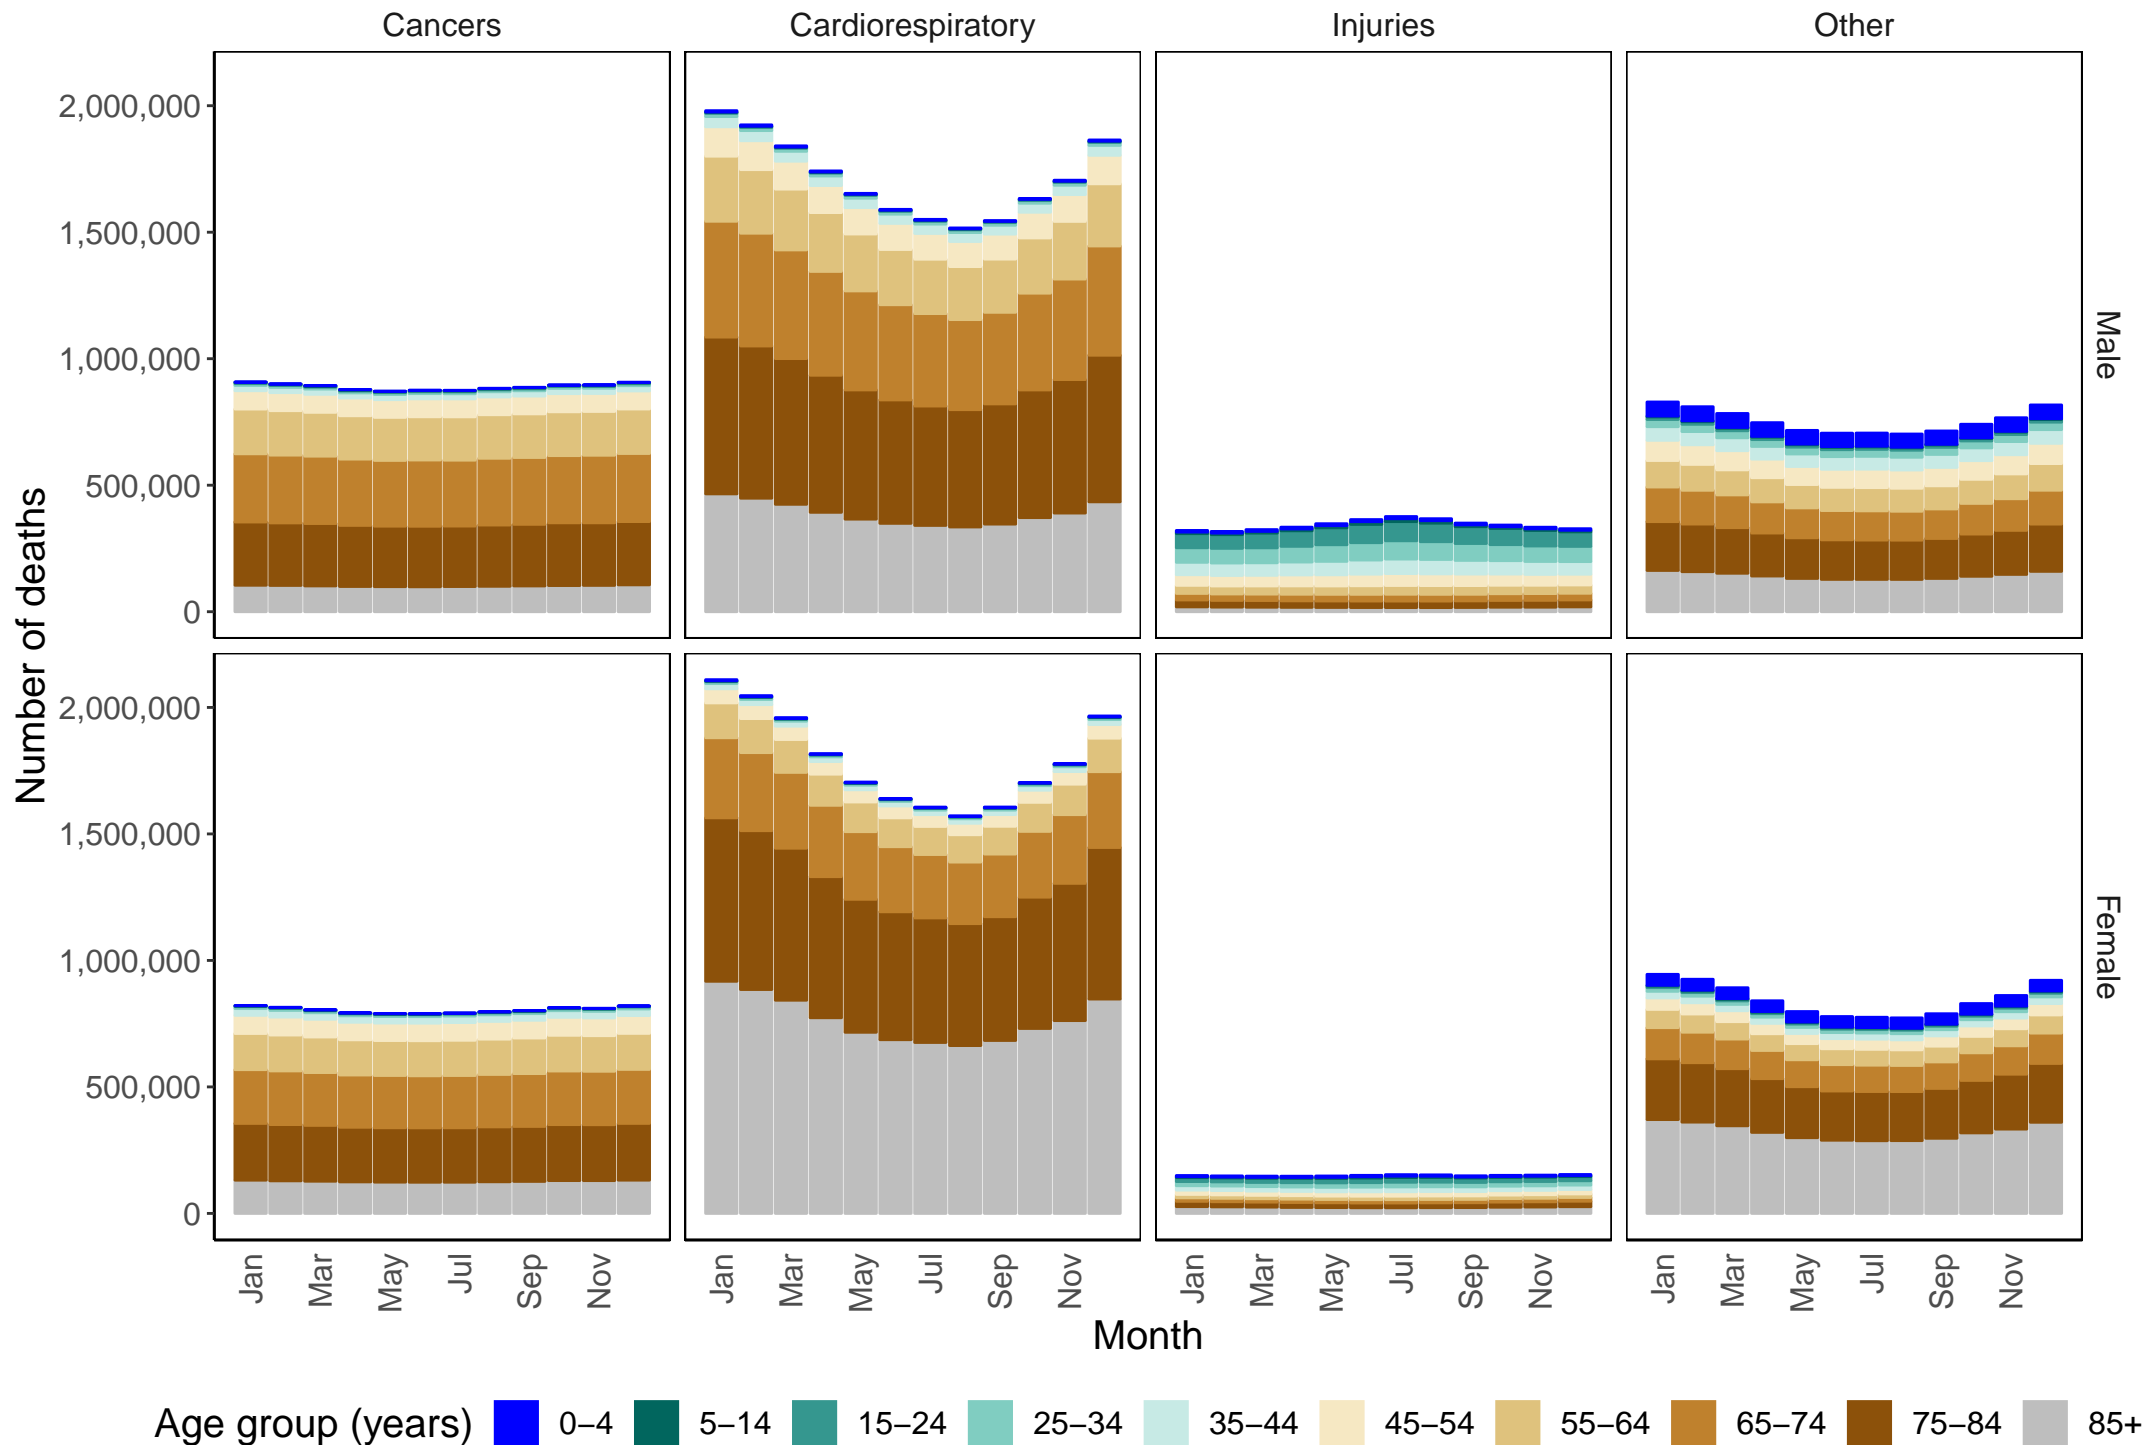 Cancers Cardiorespiratory Injuries Other
Number of deaths
2,000,000
1,500,000
1,000,000
500,000
0
Male
2,000,000
1,500,000
1,000,000
500,000
0
Female
Jan Mar May Jul Sep Nov Jan Mar May Jul Sep Nov Jan Mar May Jul Sep Nov Jan Mar May Jul Sep Nov
Month
Age group (years) 0–4 5–14 15–24 25–34 35–44 45–54 55–64 65–74 75–84 85+